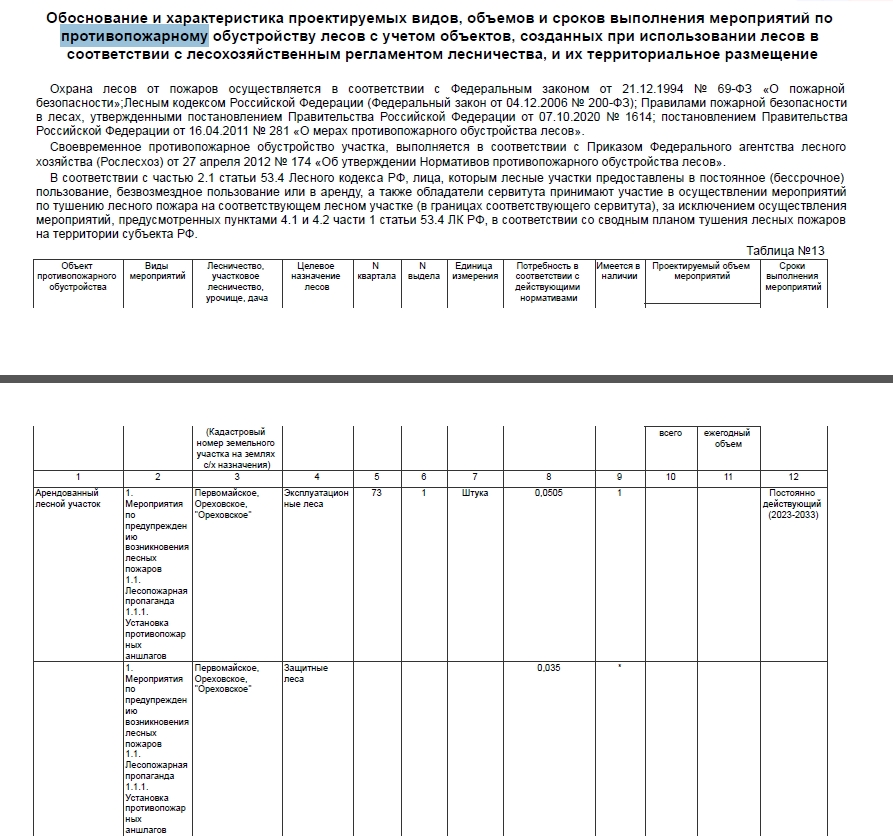 Обоснование и характеристика проектируемых видов, объемов и сроков выполнения мероприятий по
противопожарному обустройству лесов с учетом объектов, созданных при использовании лесов в
соответствии с лесохозяйственным регламентом лесничества, и их территориальное размещение
Охрана лесов от пожаров осуществляется в соответствии с Федеральным законом от 21.12.1994 № 69-ФЗ «О пожарной
безопасности»;Лесным кодексом Российской Федерации (Федеральный закон от 04.12.2006 № 200-ФЗ); Правилами пожарной безопасности
в лесах, утвержденными постановлением Правительства Российской Федерации от 07.10.2020 № 1614; постановлением Правительства
Российской Федерации от 16.04.2011 № 281 «О мерах противопожарного обустройства лесов».
Своевременное противопожарное обустройство участка, выполняется в соответствии с Приказом Федерального агентства лесного
хозяйства (Рослесхоз) от 27 апреля 2012 № 174 «Об утверждении Нормативов противопожарного обустройства лесов».
В соответствии с частью 2.1 статьи 53.4 Лесного кодекса РФ, лица, которым лесные участки предоставлены в постоянное (бессрочное)
пользование, безвозмездное пользование или в аренду, а также обладатели сервитута принимают участие в осуществлении мероприятий
по тушению лесного пожара на соответствующем лесном участке (в границах соответствующего сервитута), за исключением осуществления
мероприятий, предусмотренных пунктами 4.1 и 4.2 части 1 статьи 53.4 ЛК РФ, в соответствии со сводным планом тушения лесных пожаров
на территории субъекта РФ.
Таблица №13
Объект
противопожарного
обустройства
Виды
мероприятий
Лесничество,
участковое
лесничество,
урочище, дача
Целевое
назначение
лесов
N
квартала
N
выдела
Единица
измерения
Потребность в
соответствии с
действующими
нормативами
Имеется в
наличии
Проектируемый объем
мероприятий
Сроки
выполнения
мероприятий
(Кадастровый
номер земельного
участка на землях
с/х назначения)
всего
ежегодный
объем
1 2 3 4 5 6 7 8 9 10 11 12
Арендованный
лесной участок
1.
Мероприятия
по
предупрежден
ию
возникновения
лесных
пожаров
1.1.
Лесопожарная
пропаганда
1.1.1.
Установка
противопожар
ных
аншлагов
Первомайское,
Ореховское,
"Ореховское"
Эксплуатацион
ные леса
73
1
Штука
0,0505
1
Постоянно
действующий
(2023-2033)
1.
Мероприятия
по
предупрежден
ию
возникновения
лесных
пожаров
1.1.
Лесопожарная
пропаганда
1.1.1.
Установка
противопожар
ных
аншлагов
Первомайское,
Ореховское,
"Ореховское"
Защитные
леса
0,035
*